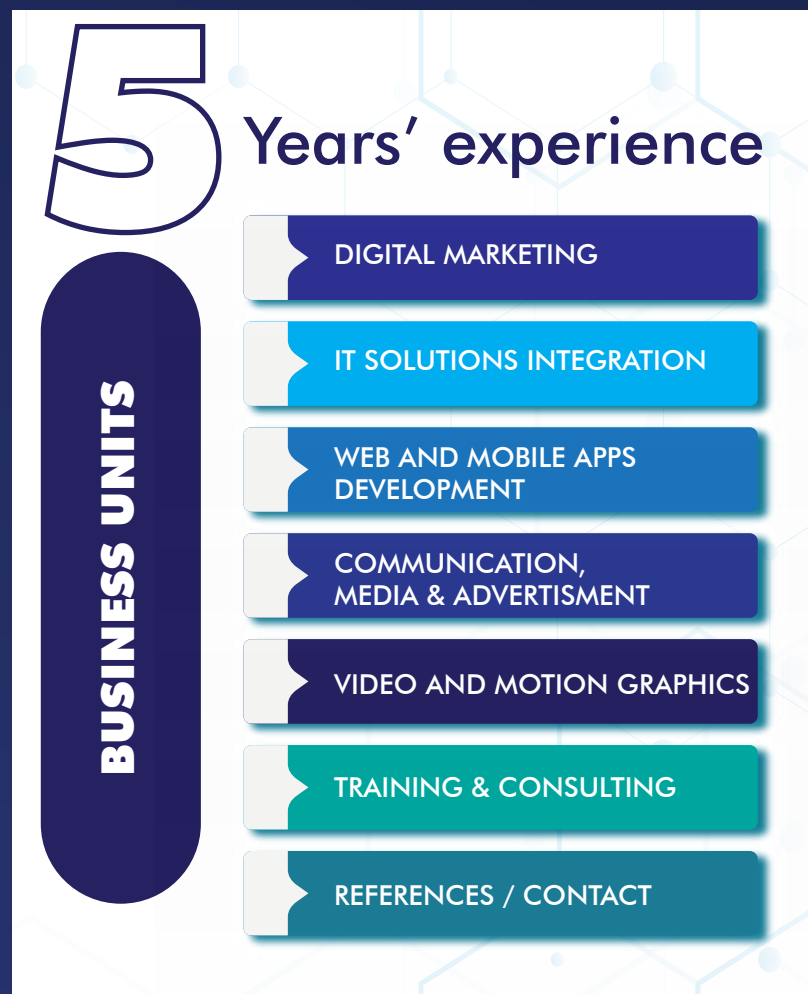 5
Years’ experience
BUSINESS UNITS
DIGITAL MARKETING
IT SOLUTIONS INTEGRATION
WEB AND MOBILE APPS
DEVELOPMENT
COMMUNICATION,
MEDIA & ADVERTISMENT
VIDEO AND MOTION GRAPHICS
TRAINING & CONSULTING
REFERENCES / CONTACT